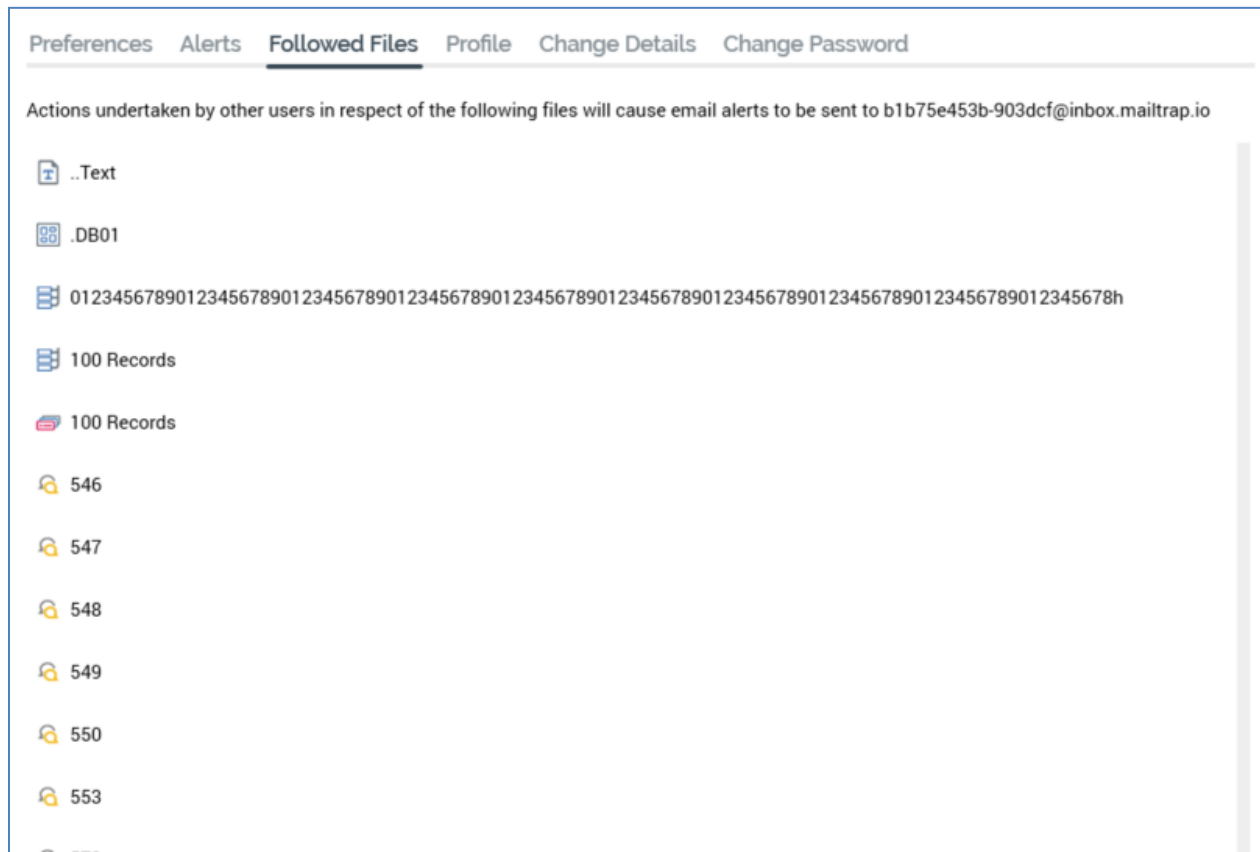 Preferences Alerts Followed Files Profile Change Details Change Password
Actions undertaken by other users in respect of the following files will cause email alerts to be sent to b1b75e453b-903dcf@inbox.mailtrap.io
..Text
.DB01
0123456789012345678901234567890123456789012345678901234567890123456789012345678901234567890123456789012345678h
100 Records
100 Records
546
547
548
549
550
553